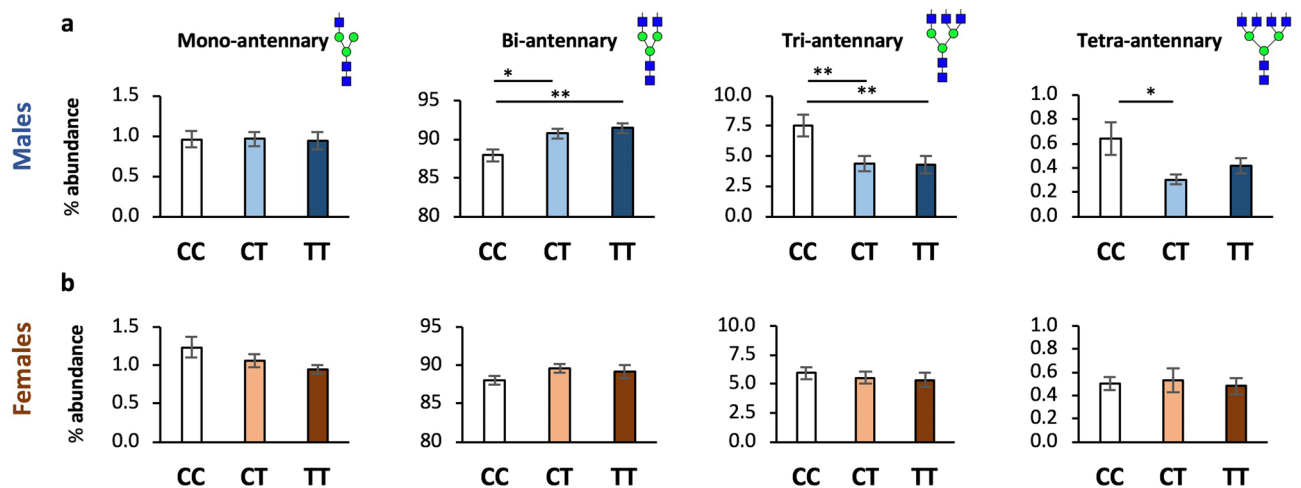 a
Mono-antennary
Bi-antennary
Tri-antennary
Tetra-antennary
Males
% abundance
1.5
1.0
0.5
0.0
CC CT TT
*
**
95
90
85
80
CC CT TT
**
**
10.0
7.5
5.0
2.5
0.0
CC CT TT
*
1.0
0.8
0.6
0.4
0.2
0.0
CC CT TT
b
Females
% abundance
1.5
1.0
0.5
0.0
CC CT TT
95
90
85
80
CC CT TT
10.0
7.5
5.0
2.5
0.0
CC CT TT
1.0
0.8
0.6
0.4
0.2
0.0
CC CT TT